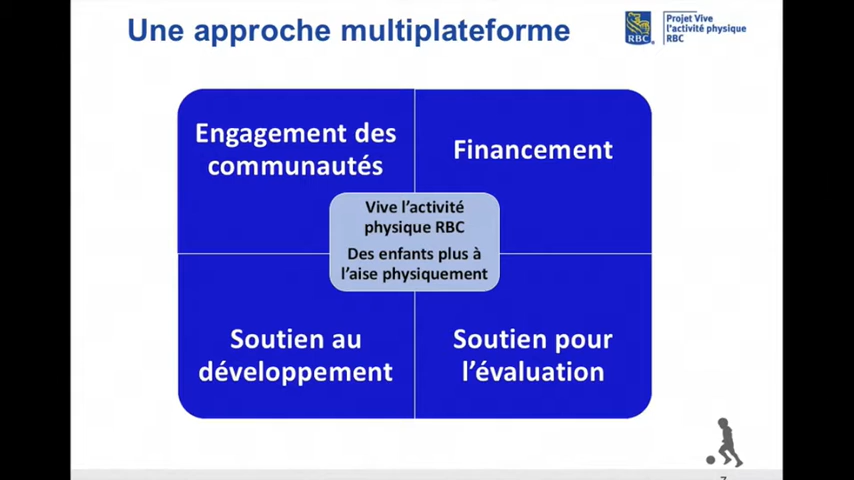 Une approche multiplateforme
RBC
Projet Vive
l'activité physique
RBC
Engagement des
communautés
Financement
Vive l'activité
physique RBC
Des enfants plus à
l'aise physiquement
Soutien au
développement
Soutien pour
l'évaluation